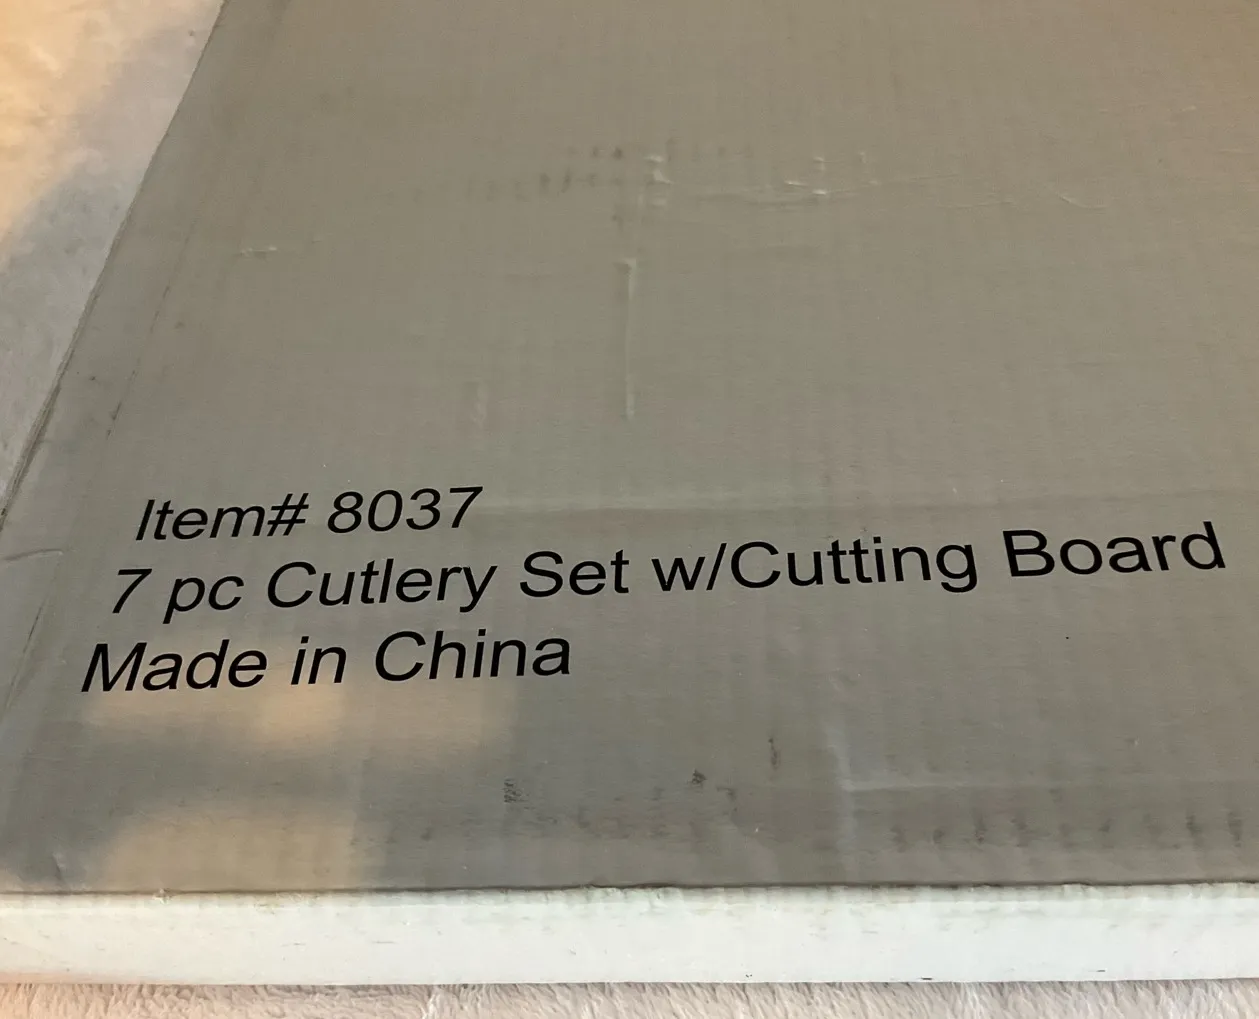 Item# 8037
7 pc Cutlery Set w/Cutting Board
Made in China